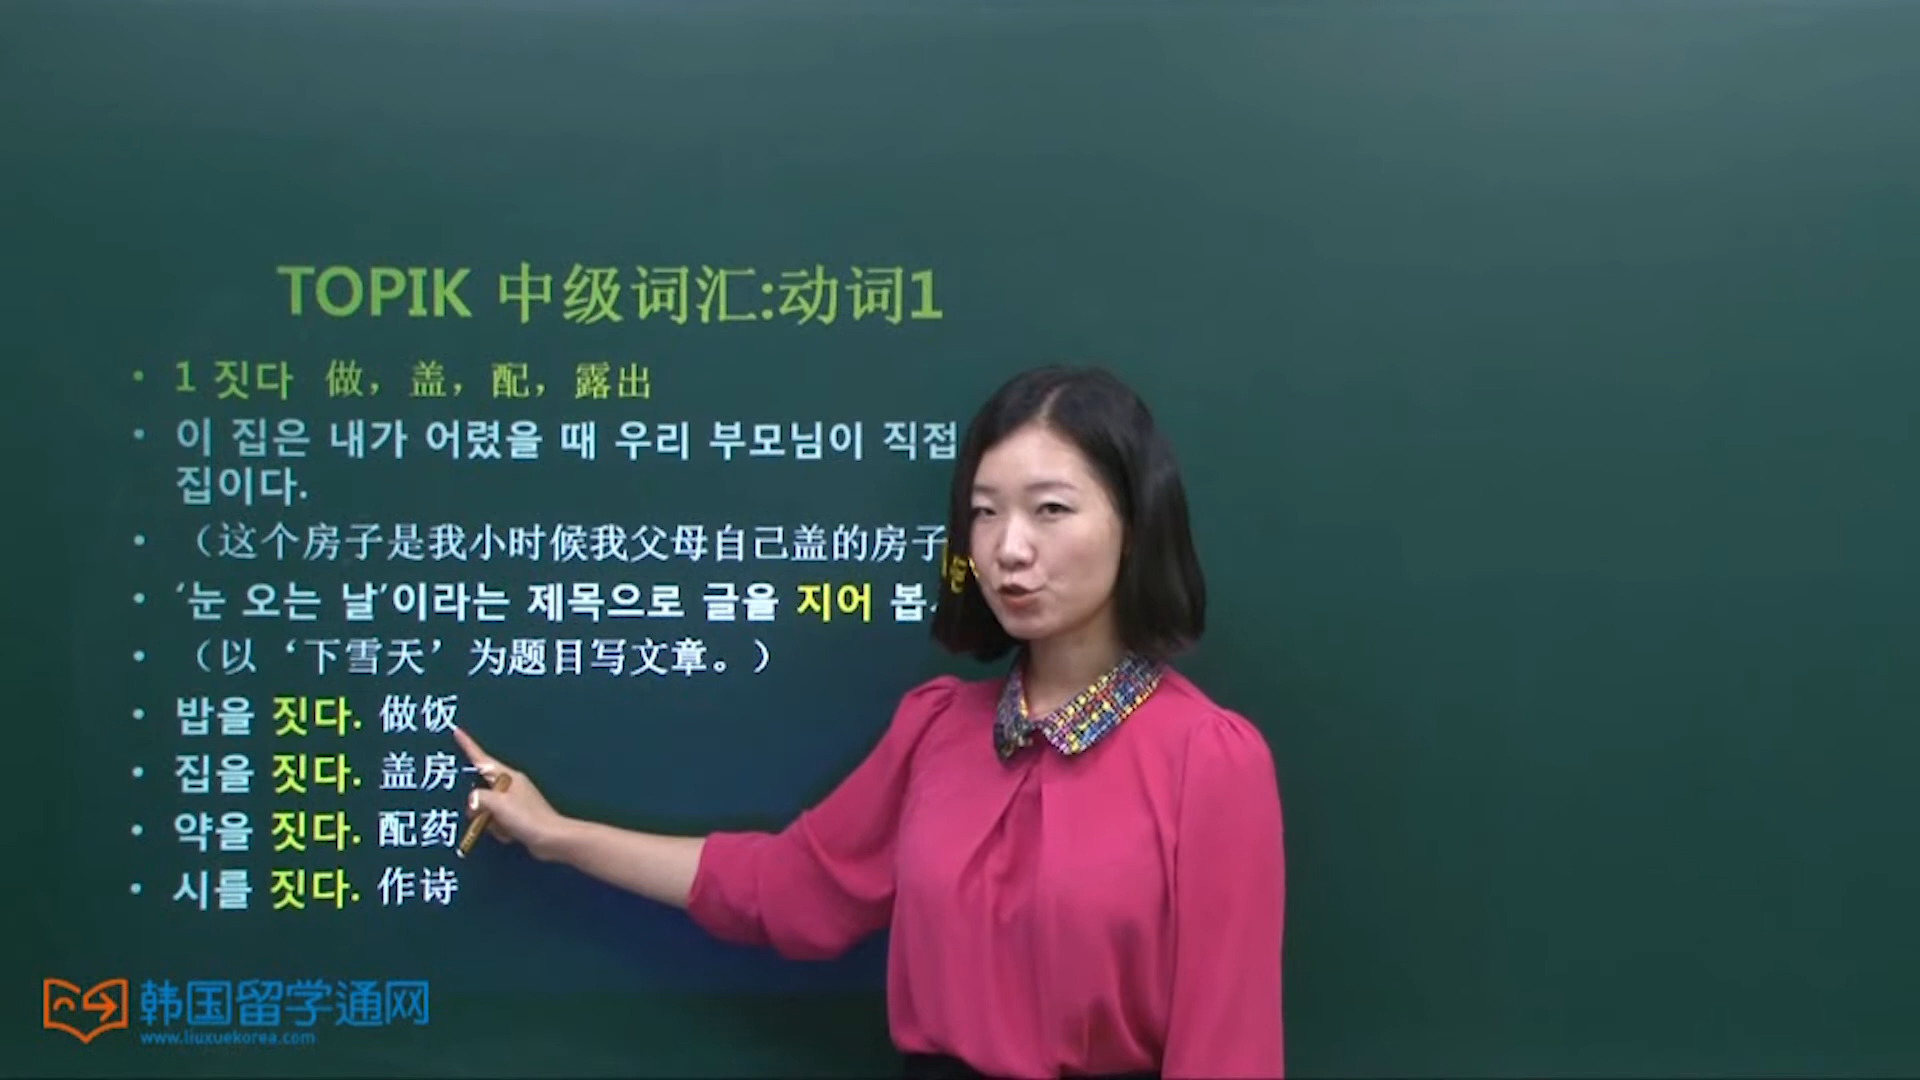 TOPIK 中级词汇:动词1
• 1 짓다 做，盖，配，露出
• 이 집은 내가 어렸을 때 우리 부모님이 직접
집이다.
• （这个房子是我小时候我父母自己盖的房子
• ‘눈 오는 날’이라는 제목으로 글을 지어
• （以‘下雪天’为题目写文章。）
• 밥을 짓다. 做饭
• 집을 짓다. 盖房
• 약을 짓다. 配药
• 시를 짓다. 作诗
韩国留学通网
www.liuxuekorea.com